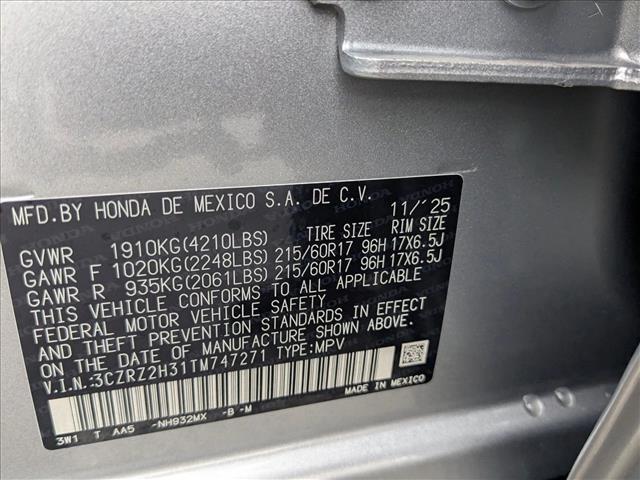 MFD.BY HONDA DE MEXICO S.A. DE C.V. 11/´25
GVWR 1910KG(4210LBS) TIRE SIZE RIM SIZE
GAWR F 1020KG(2248LBS) 215/60R17 96H 17X6.5J
GAWR R 935KG(2061LBS) 215/60R17 96H 17X6.5J
THIS VEHICLE CONFORMS TO ALL APPLICABLE
FEDERAL MOTOR VEHICLE SAFETY
AND THEFT PREVENTION STANDARDS IN EFFECT
ON THE DATE OF MANUFACTURE SHOWN ABOVE.
V.I.N.:3CZRZ2H31TM747271 TYPE:MPV
MADE IN MEXICO
3W1 T AA5 -NH932MX -B -M